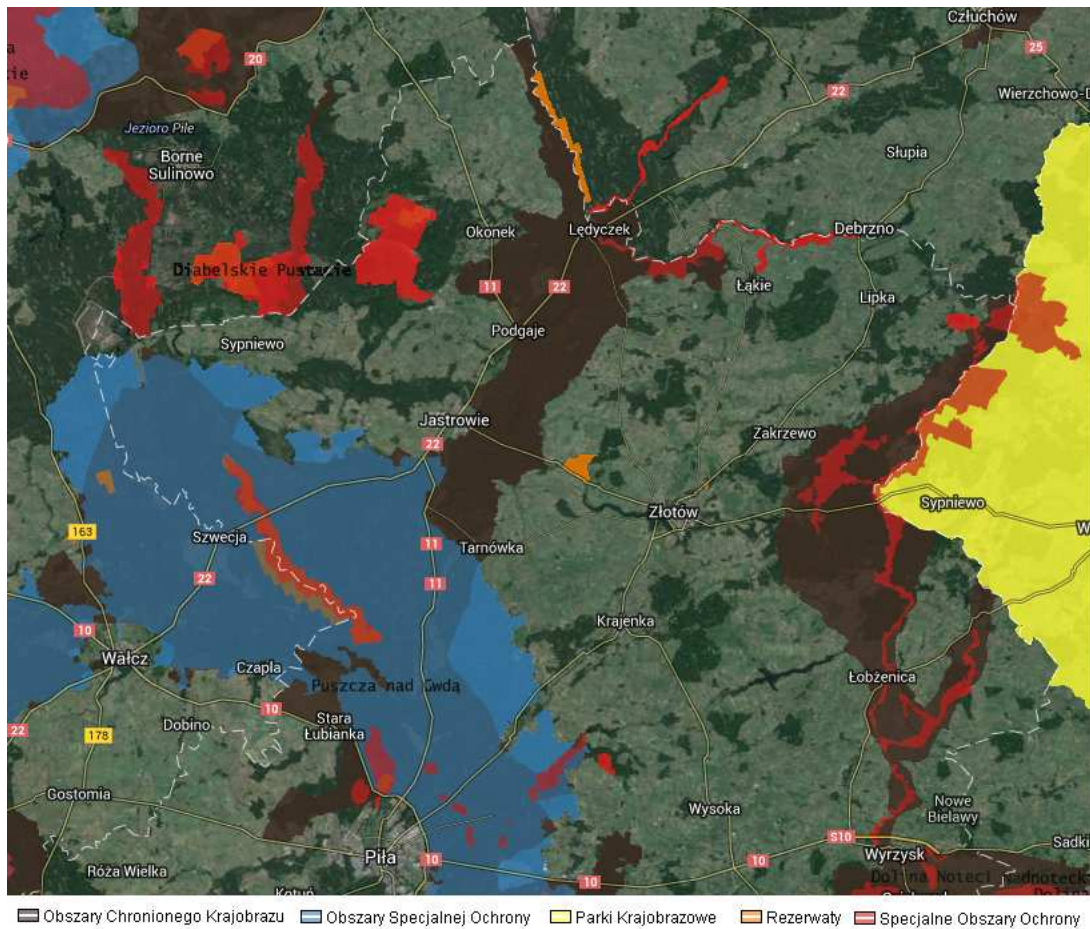 Człuchów
20
25
22
Wierzchowo-D
Jezioro Pile
Borne
Sulinowo
Słupia
Okonek
Lędyczek
Debrzno
Diabelskie Pustacie
Łąkie
11
22
Lipka
Podgaje
Sypniewo
Jastrowie
Zakrzewo
22
Sypniewo
Złotów
163
Szwecja
11
Tarnówka
22
11
10
Krajenka
Wałcz
Czapla
Łobżenica
Puszcza nad Gwdą
10
Stara
Łubianka
22
Dobino
178
Gostomia
Wysoka
Nowe
Bielawy
S10
Sadki
Piła
Wyrzysk
10
10
10
Róża Wielka
Kotuń
Dolina Noteci
Obszary Chronionego Krajobrazu
Obszary Specjalnej Ochrony
Parki Krajobrazowe
Rezerwaty
Specjalne Obszary Ochrony